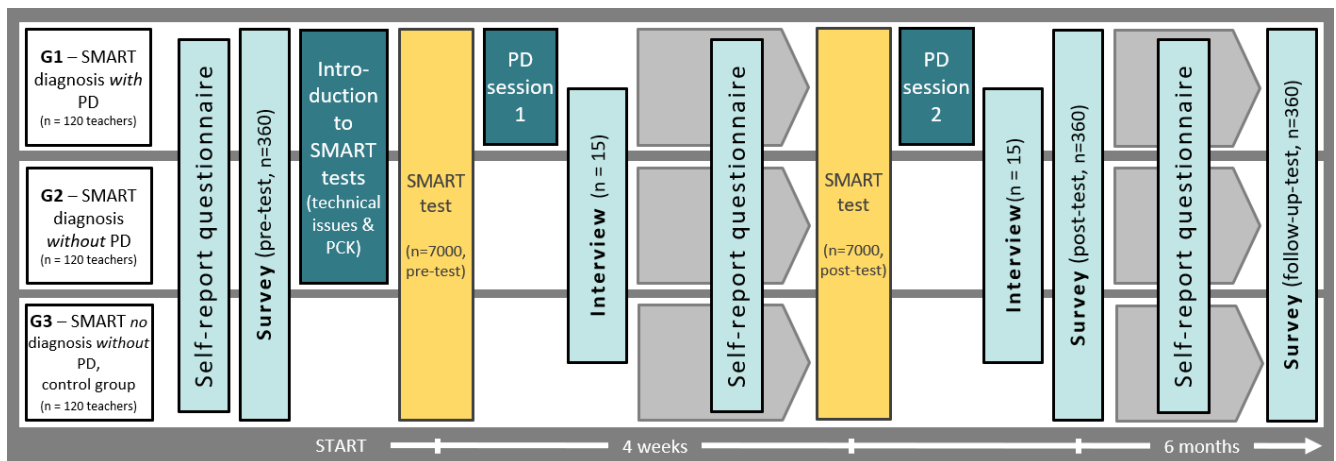 G1 – SMART
diagnosis with
PD
(n = 120 teachers)
G2 – SMART
diagnosis
without PD
(n = 120 teachers)
G3 – SMART no
diagnosis without
PD,
control group
(n = 120 teachers)
Self-report questionnaire
Survey (pre-test, n=360)
Intro-
duction
to
SMART
tests
(technical
issues &
PCK)
SMART
test
(n=7000,
pre-test)
PD
session
1
Interview (n = 15)
Self-report questionnaire
SMART
test
(n=7000,
post-test)
PD
session
2
Interview(n = 15)
Survey (post-test, n=360)
Self-report questionnaire
Survey (follow-up-test, n=360)
START
4 weeks
6 months